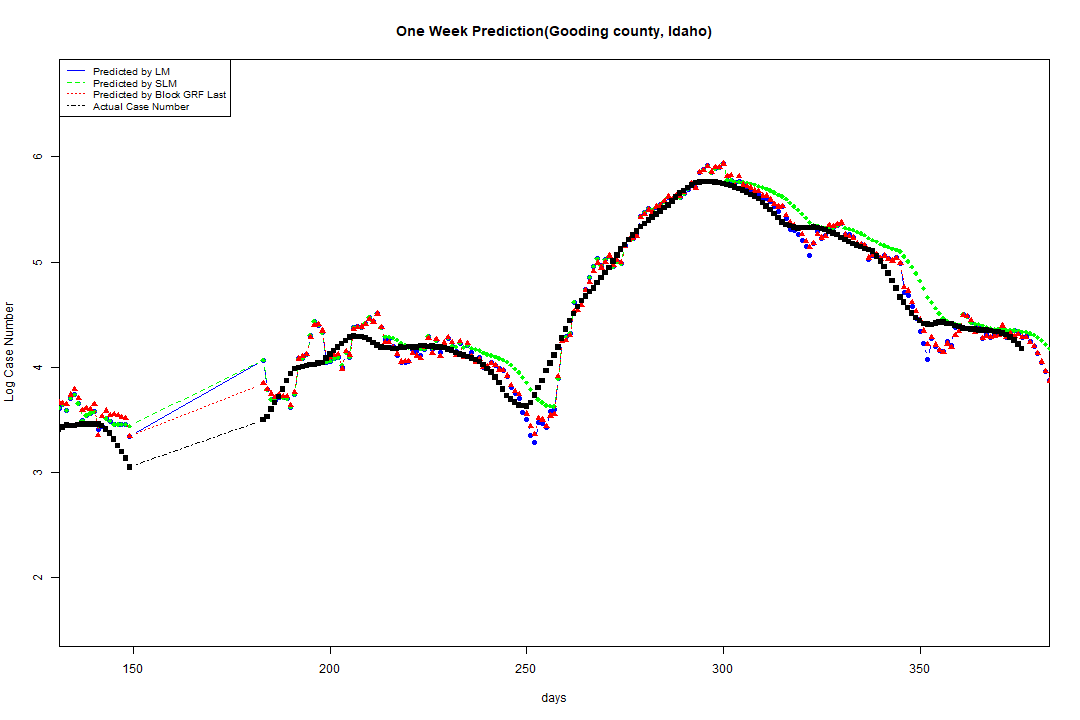 One Week Prediction(Gooding county, Idaho)
Predicted by LM
Predicted by SLM
Predicted by Block GRF Last
Actual Case Number
6
5
4
3
2
Log Case Number
150 200 250 300 350
days